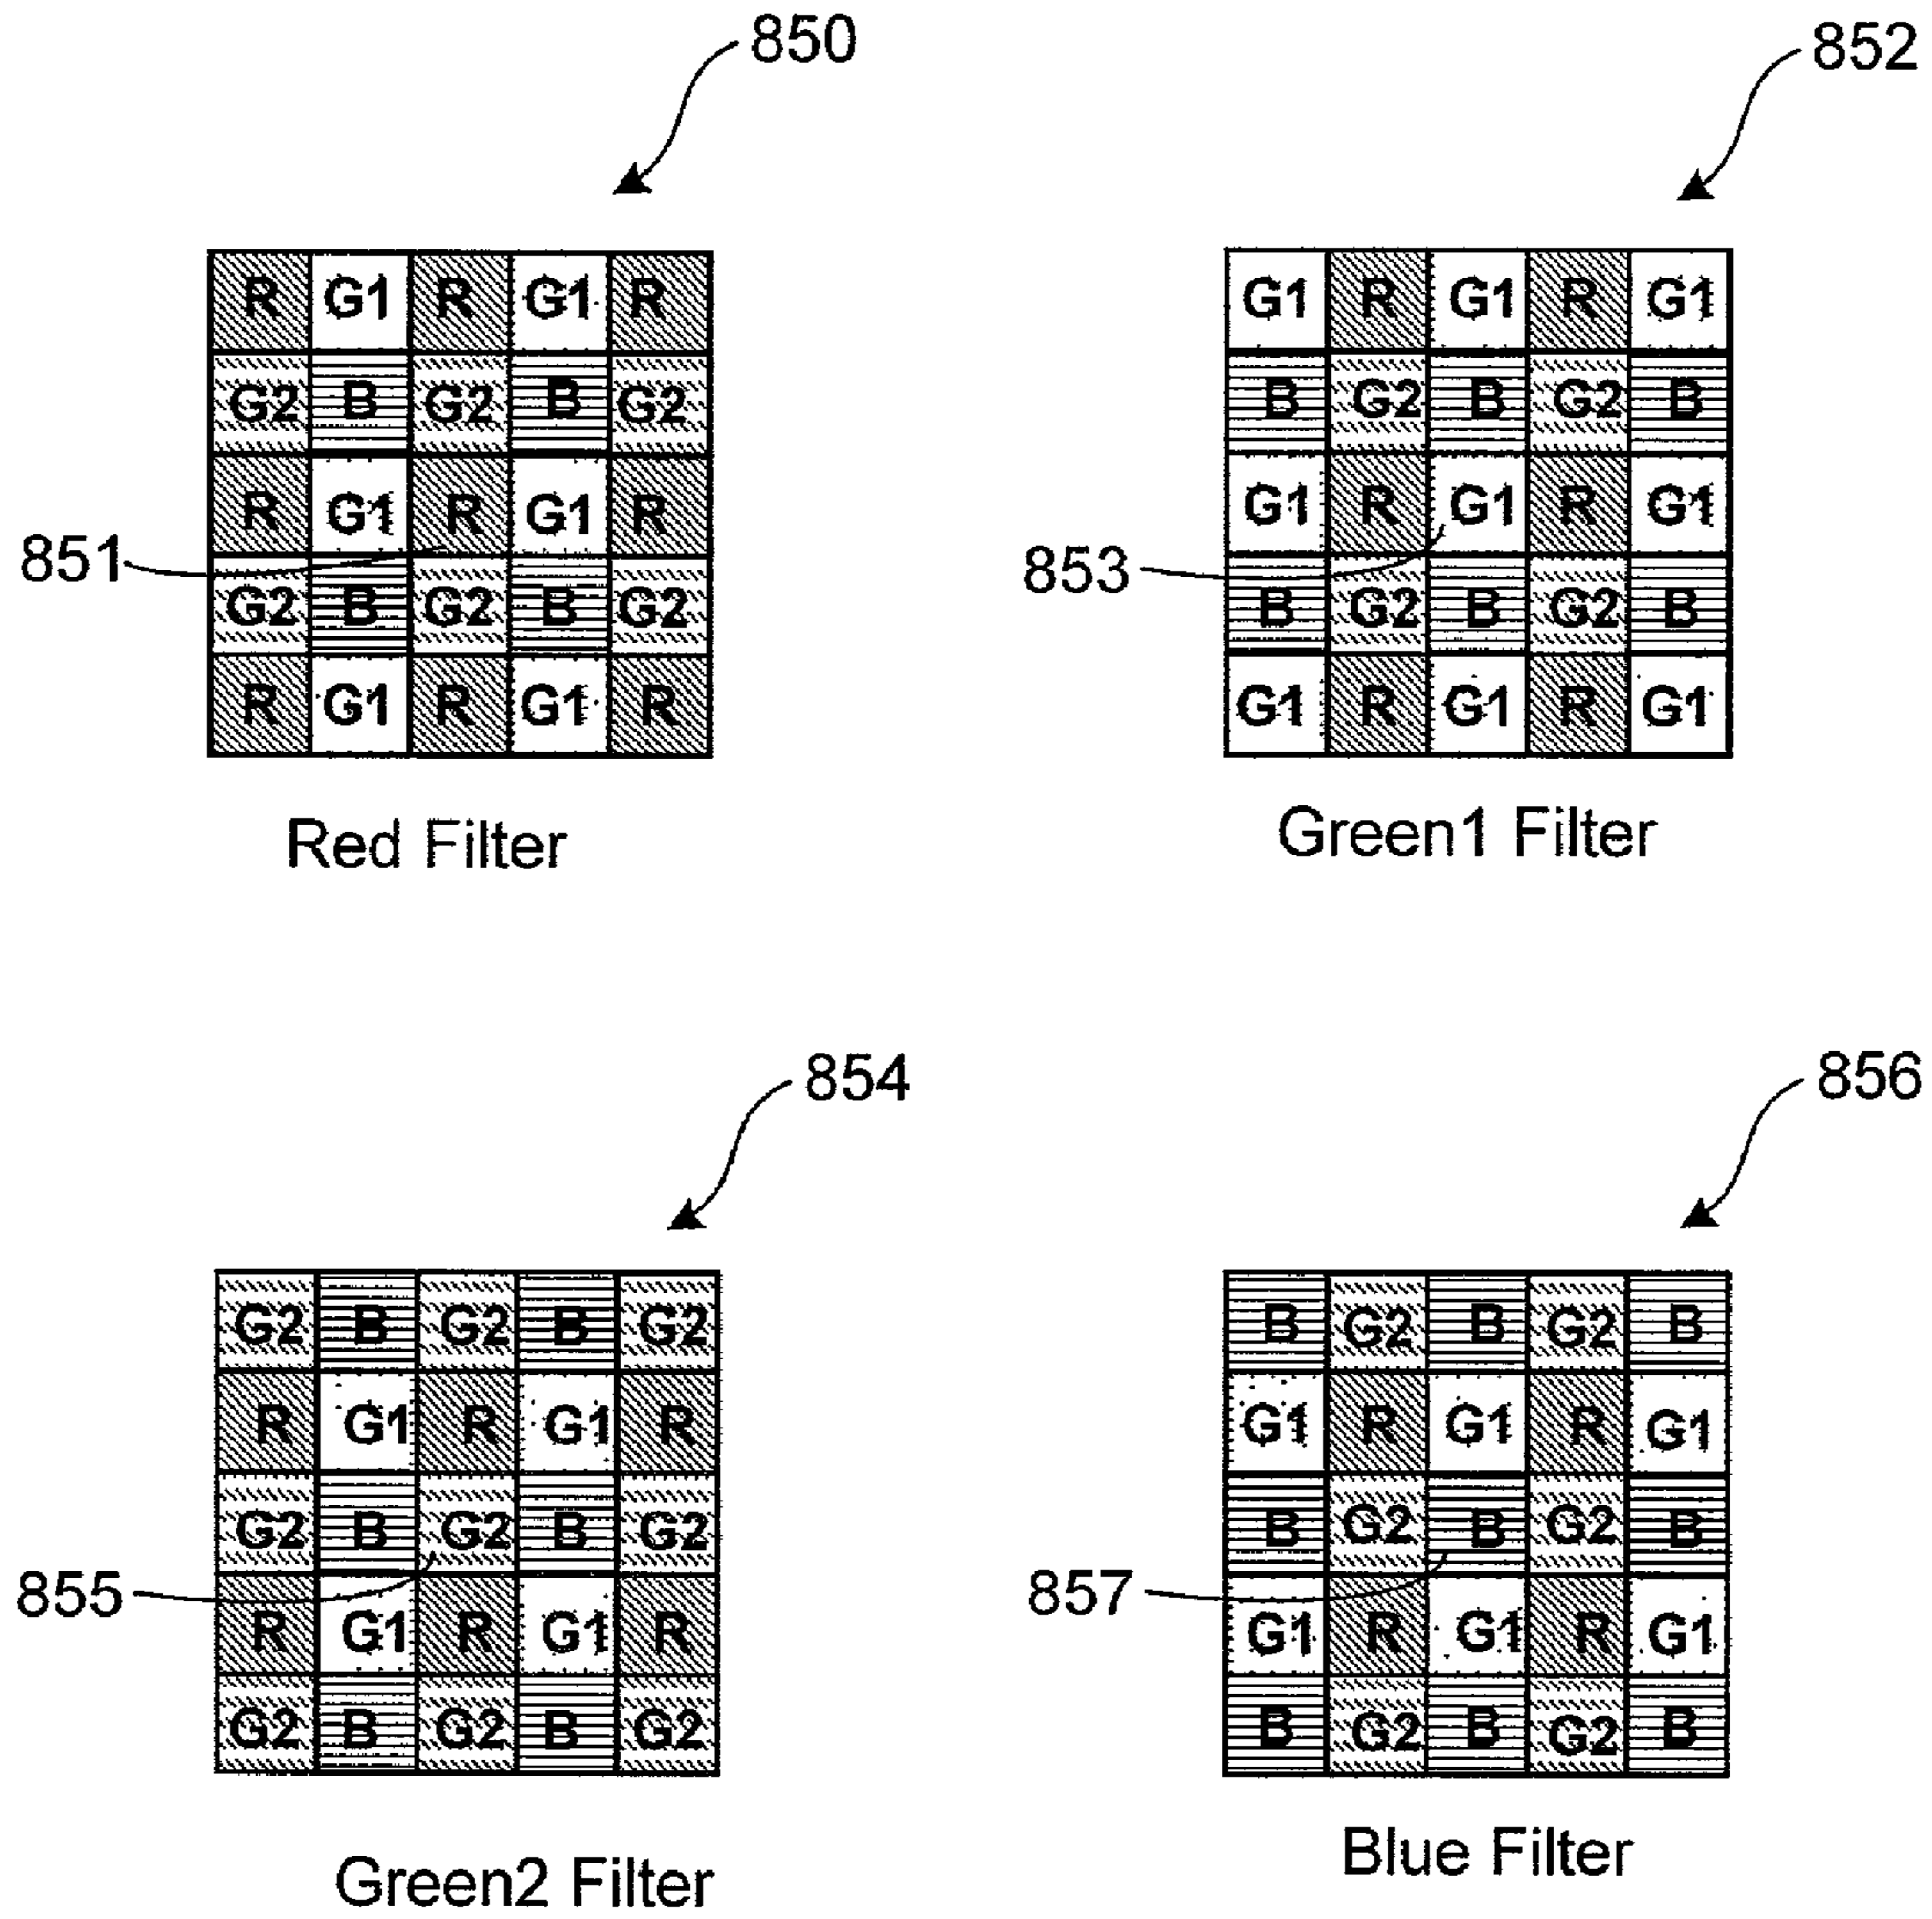 850
R G1 R G1 R
G2 B G2 B G2
R G1 R G1 R
851
G2 B G2 B G2
R G1 R G1 R
Red Filter
852
G1 R G1 R G1
B G2 B G2 B
G1 R G1 R G1
853
B G2 B G2 B
G1 R G1 R G1
Green1 Filter
854
G2 B G2 B G2
R G1 R G1 R
G2 B G2 B G2
855
R G1 R G1 R
G2 B G2 B G2
Green2 Filter
856
B G2 B G2 B
G1 R G1 R G1
B G2 B G2 B
857
G1 R G1 R G1
B G2 B G2 B
Blue Filter